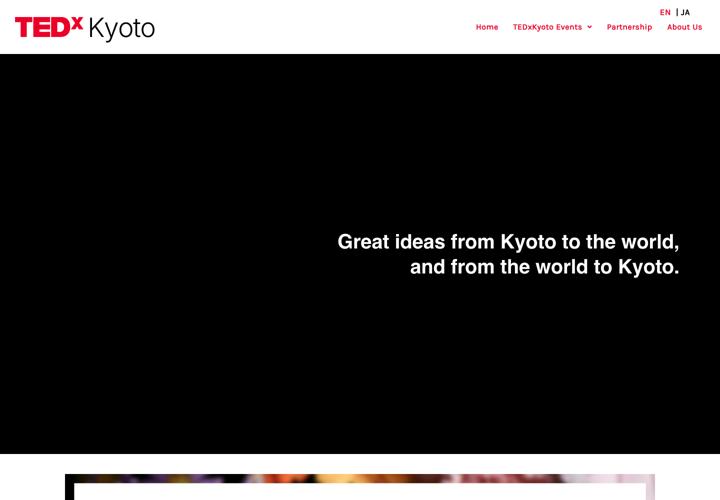 EN | JA
TEDx Kyoto
Home TEDxKyoto Events Partnership About Us
Great ideas from Kyoto to the world,
and from the world to Kyoto.